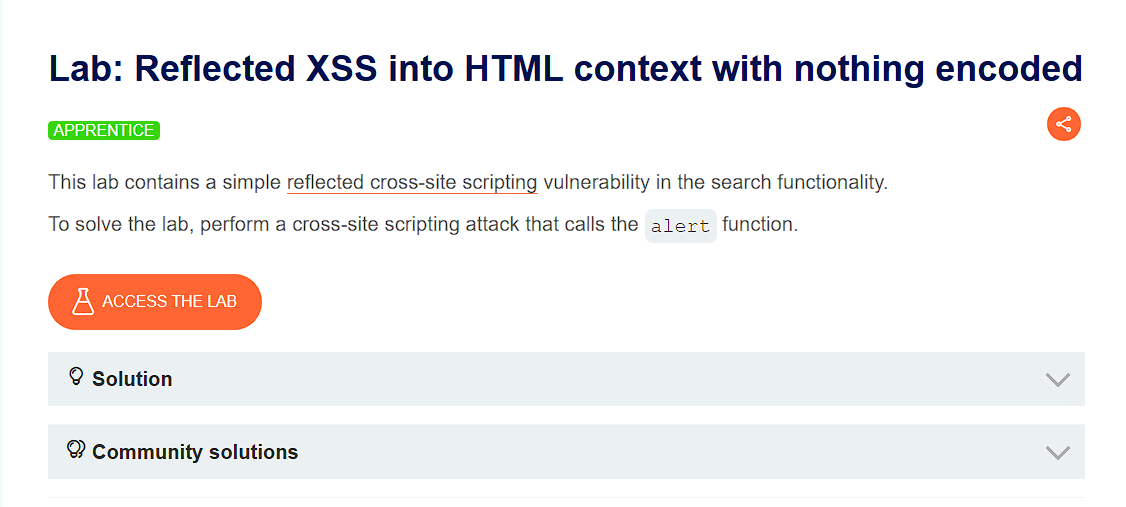 Lab: Reflected XSS into HTML context with nothing encoded
APPRENTICE
This lab contains a simple reflected cross-site scripting vulnerability in the search functionality.
To solve the lab, perform a cross-site scripting attack that calls the alert function.
ACCESS THE LAB
Solution
Community solutions